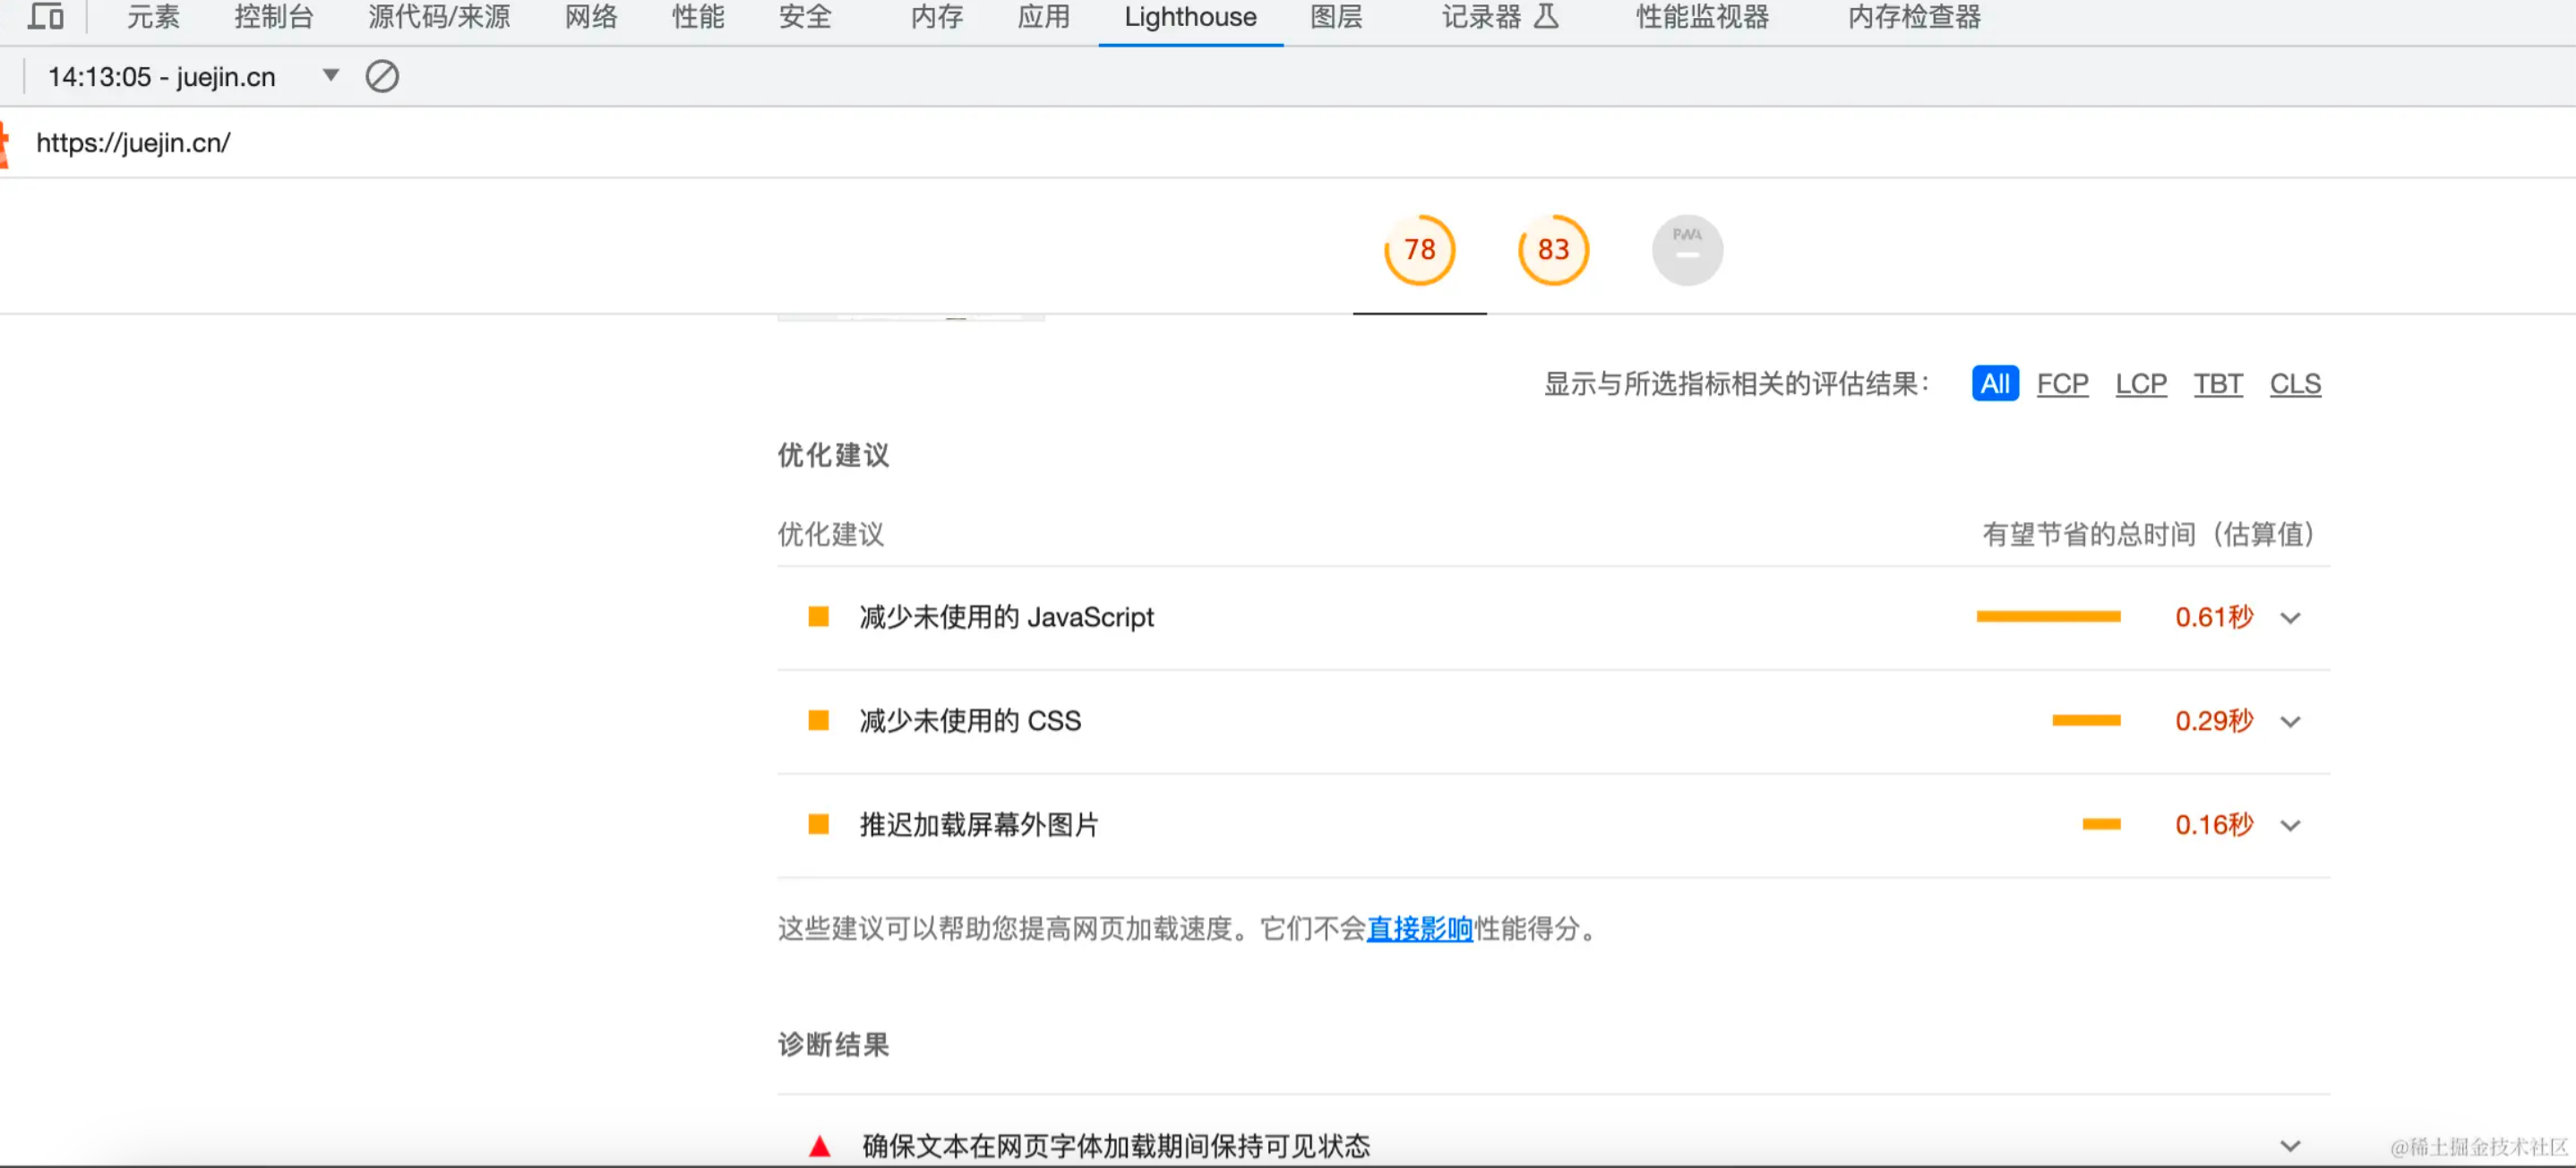 元素 控制台 源代码/来源 网络 性能 安全 内存 应用 Lighthouse 图层 记录器 性能监视器 内存检查器
14:13:05 - juejin.cn
https://juejin.cn/
78 83 PWA
显示与所选指标相关的评估结果： All FCP LCP TBT CLS
优化建议
优化建议 有望节省的总时间（估算值）
减少未使用的 JavaScript 0.61秒
减少未使用的 CSS 0.29秒
推迟加载屏幕外图片 0.16秒
这些建议可以帮助您提高网页加载速度。它们不会直接影响性能得分。
诊断结果
确保文本在网页字体加载期间保持可见状态
@稀土掘金技术社区